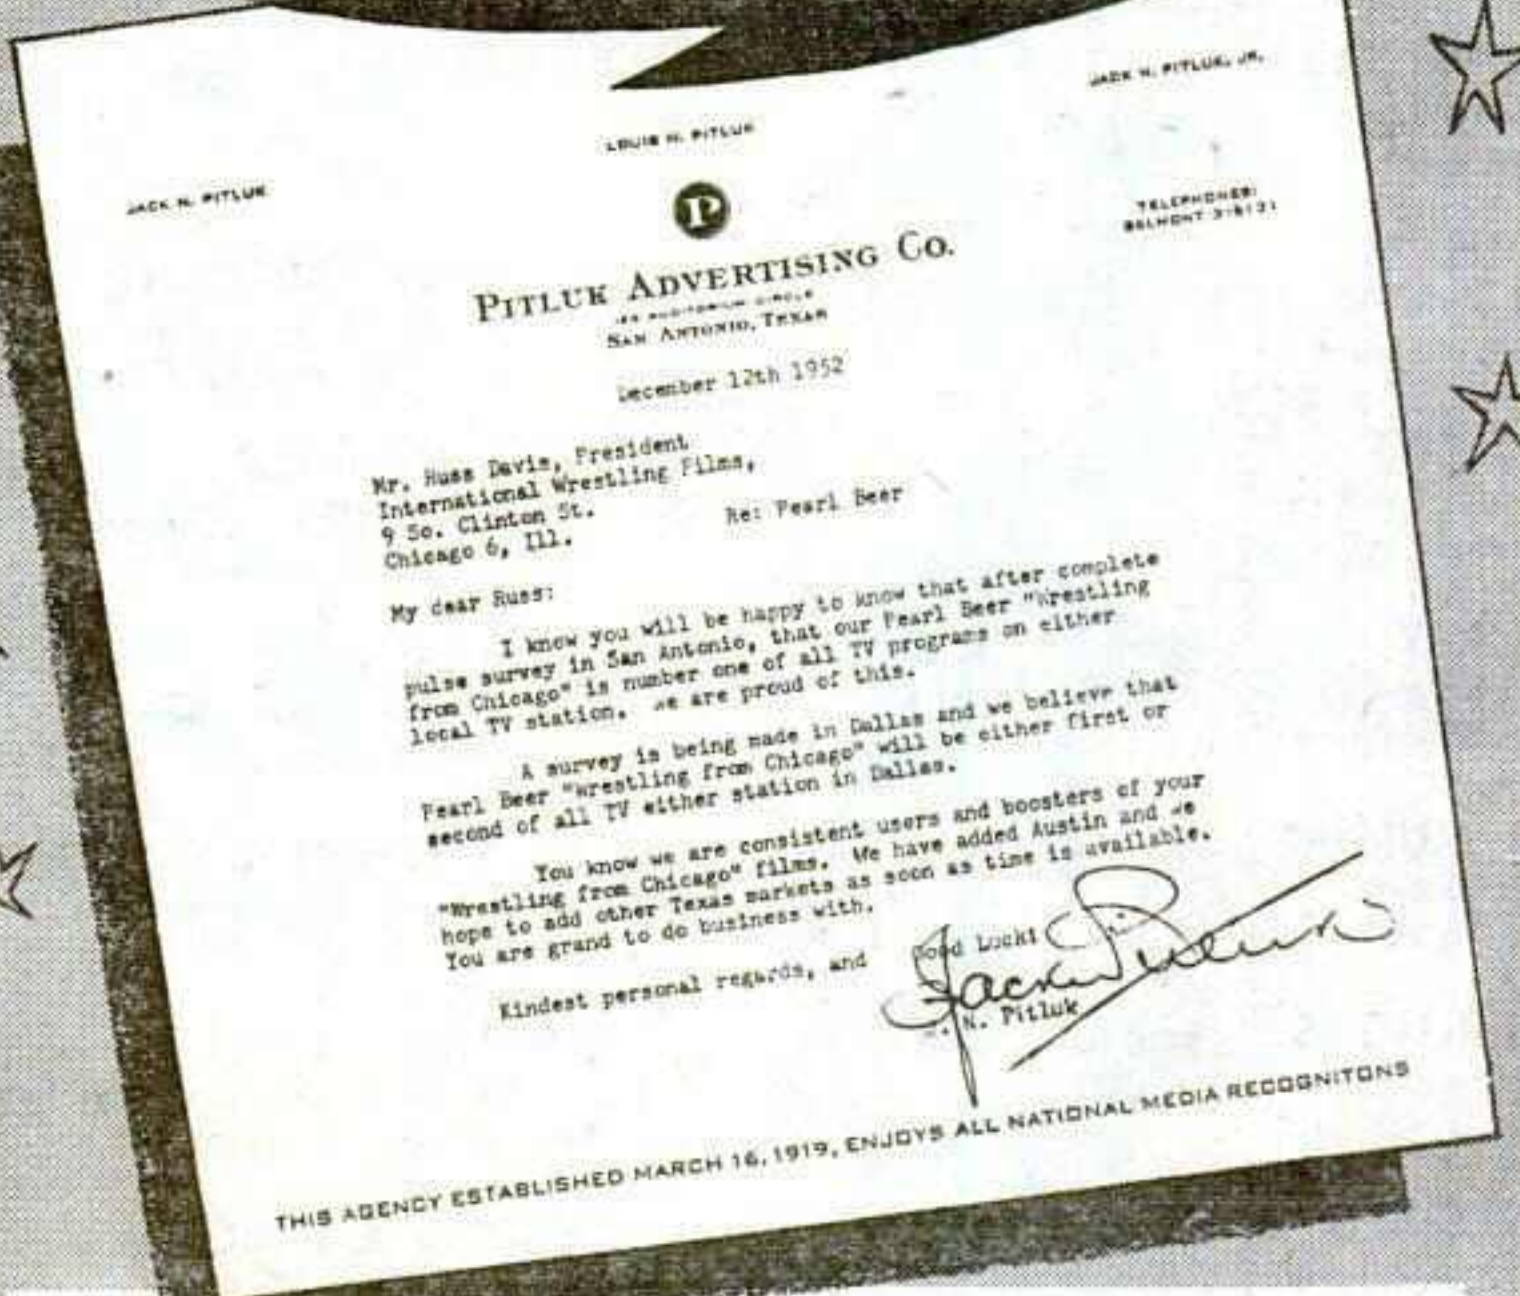 JACK N. PITLUK
LOUIS N. PITLUK
JACK N. PITLUK, JR.
TELEPHONES:
BELMONT
P
PITLUK ADVERTISING CO.
AUDITORIUM CIRCLE
SAN ANTONIO, TEXAS
December 12th 1952
Mr. Russ Davis, President
International Wrestling Films,
9 So. Clinton St.
Chicago 6, Ill.
Re: Pearl Beer
My dear Russ:
I know you will be happy to know that after complete
pulse survey in San Antonio, that our Pearl Beer "Wrestling
from Chicago" is number one of all TV programs on either
local TV station. We are proud of this.
A survey is being made in Dallas and we believe that
Pearl Beer "Wrestling from Chicago" will be either first or
second of all TV either station in Dallas.
You know we are consistent users and boosters of your
"Wrestling from Chicago" films. We have added Austin and we
hope to add other Texas markets as soon as time is available.
You are grand to do business with.
Kindest personal regards, and Good Luck!
Jack Pitluk
N. Pitluk
THIS AGENCY ESTABLISHED MARCH 16, 1919, ENJOYS ALL NATIONAL MEDIA RECOGNITONS